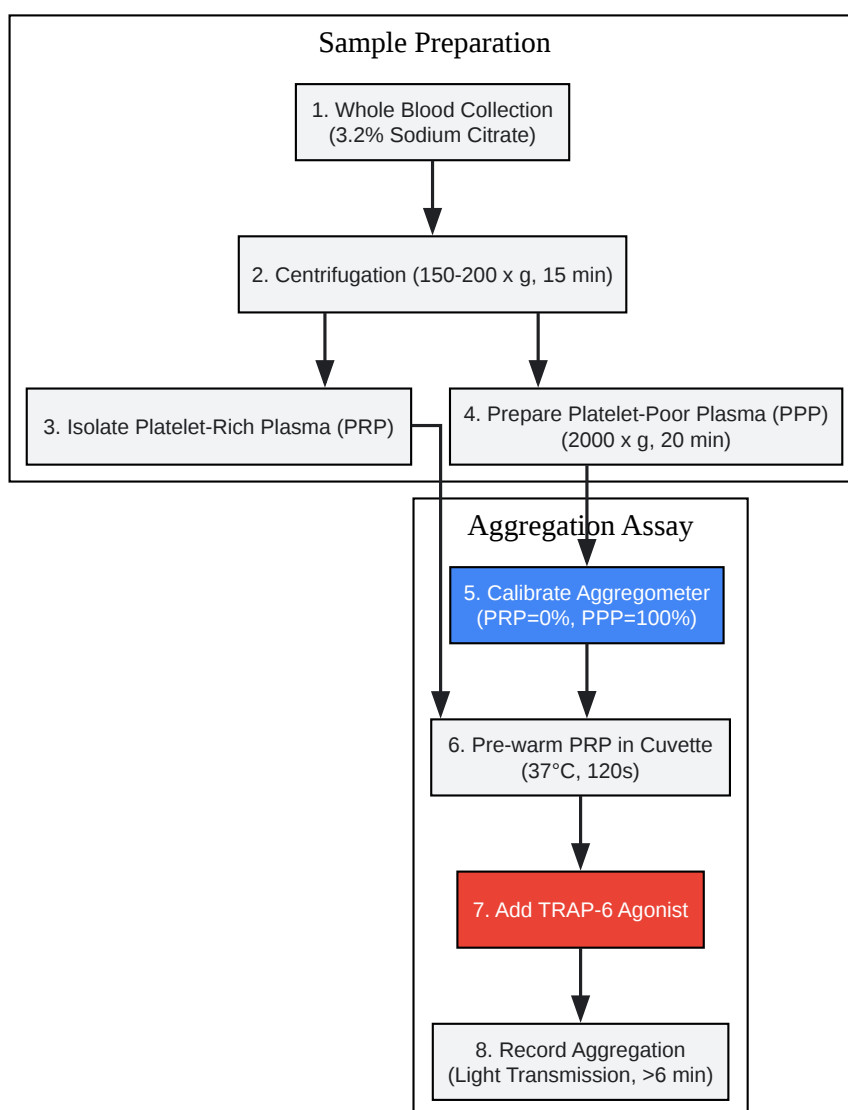 Sample Preparation
1. Whole Blood Collection
(3.2% Sodium Citrate)
2. Centrifugation (150-200 x g, 15 min)
3. Isolate Platelet-Rich Plasma (PRP)
4. Prepare Platelet-Poor Plasma (PPP)
(2000 x g, 20 min)
Aggregation Assay
5. Calibrate Aggregometer
(PRP=0%, PPP=100%)
6. Pre-warm PRP in Cuvette
(37°C, 120s)
7. Add TRAP-6 Agonist
8. Record Aggregation
(Light Transmission, >6 min)